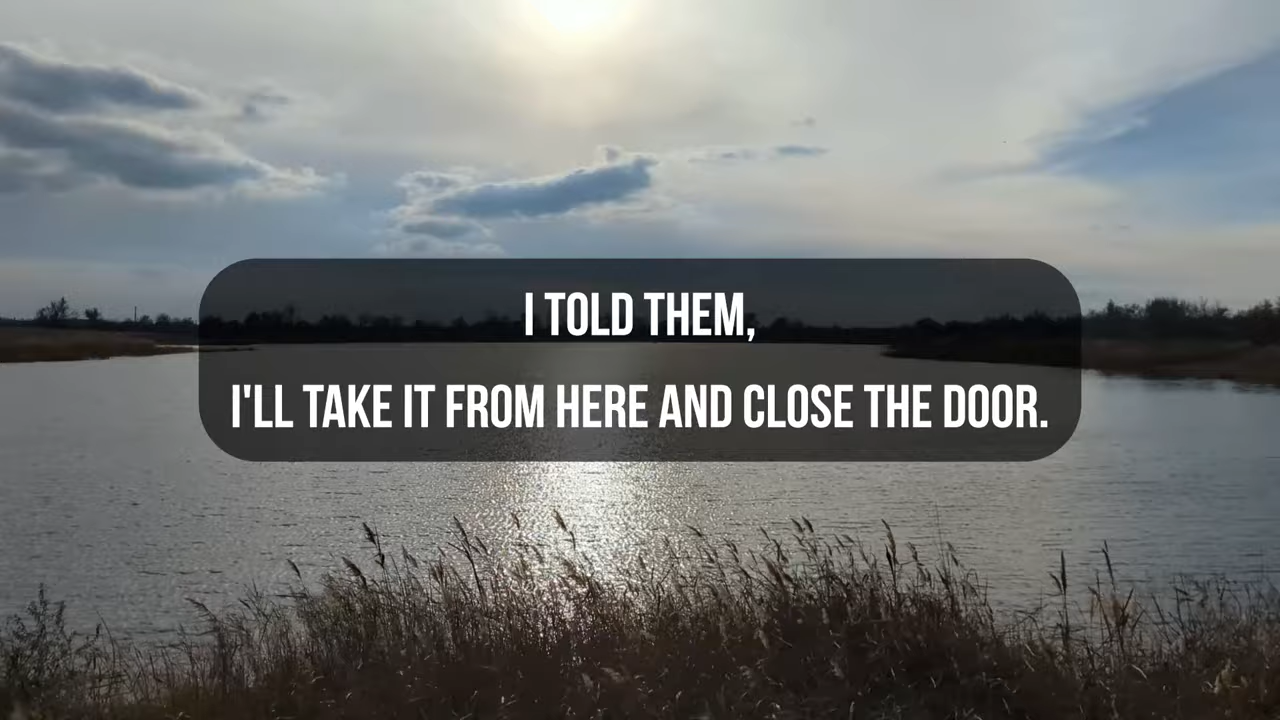 I TOLD THEM,
I'LL TAKE IT FROM HERE AND CLOSE THE DOOR.